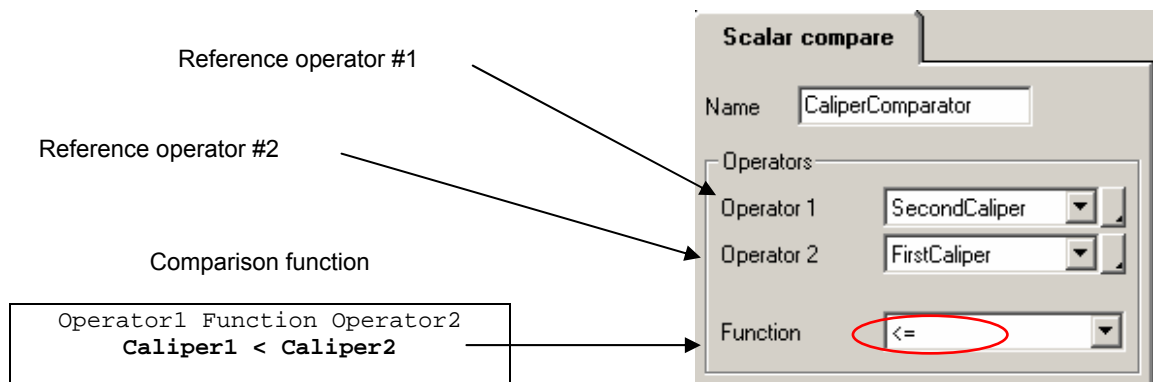 Scalar compare
Reference operator #1
Name CaliperComparator
Reference operator #2
Operators
Operator 1 SecondCaliper
Operator 2 FirstCaliper
Comparison function
Operator1 Function Operator2
Caliper1 < Caliper2
Function <=